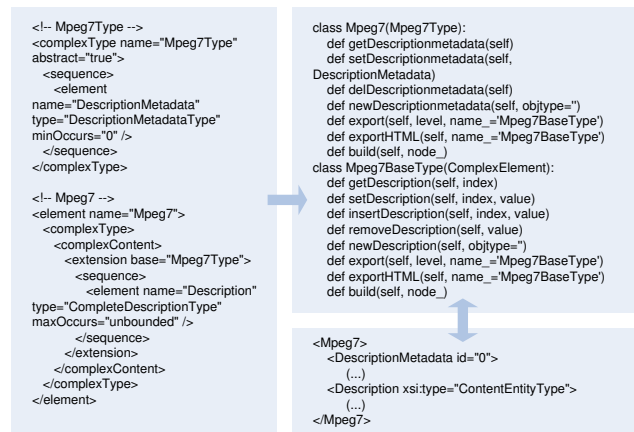 <!-- Mpeg7Type -->
<complexType name="Mpeg7Type"
abstract="true">
<sequence>
<element
name="DescriptionMetadata"
type="DescriptionMetadataType"
minOccurs="0" />
</sequence>
</complexType>
<!-- Mpeg7 -->
<element name="Mpeg7">
<complexType>
<complexContent>
<extension base="Mpeg7Type">
<sequence>
<element name="Description"
type="CompleteDescriptionType"
maxOccurs="unbounded" />
</sequence>
</extension>
</complexContent>
</complexType>
</element>
class Mpeg7(Mpeg7Type):
def getDescriptionmetadata(self)
def setDescriptionmetadata(self,
DescriptionMetadata)
def delDescriptionmetadata(self)
def newDescriptionmetadata(self, objtype='')
def export(self, level, name_='Mpeg7BaseType')
def exportHTML(self, name_='Mpeg7BaseType')
def build(self, node_)
class Mpeg7BaseType(ComplexElement):
def getDescription(self, index)
def setDescription(self, index, value)
def insertDescription(self, index, value)
def removeDescription(self, value)
def newDescription(self, objtype='')
def export(self, level, name_='Mpeg7BaseType')
def exportHTML(self, name_='Mpeg7BaseType')
def build(self, node_)
<Mpeg7>
<DescriptionMetadata id="0">
(...)
<Description xsi:type="ContentEntityType">
(...)
</Mpeg7>